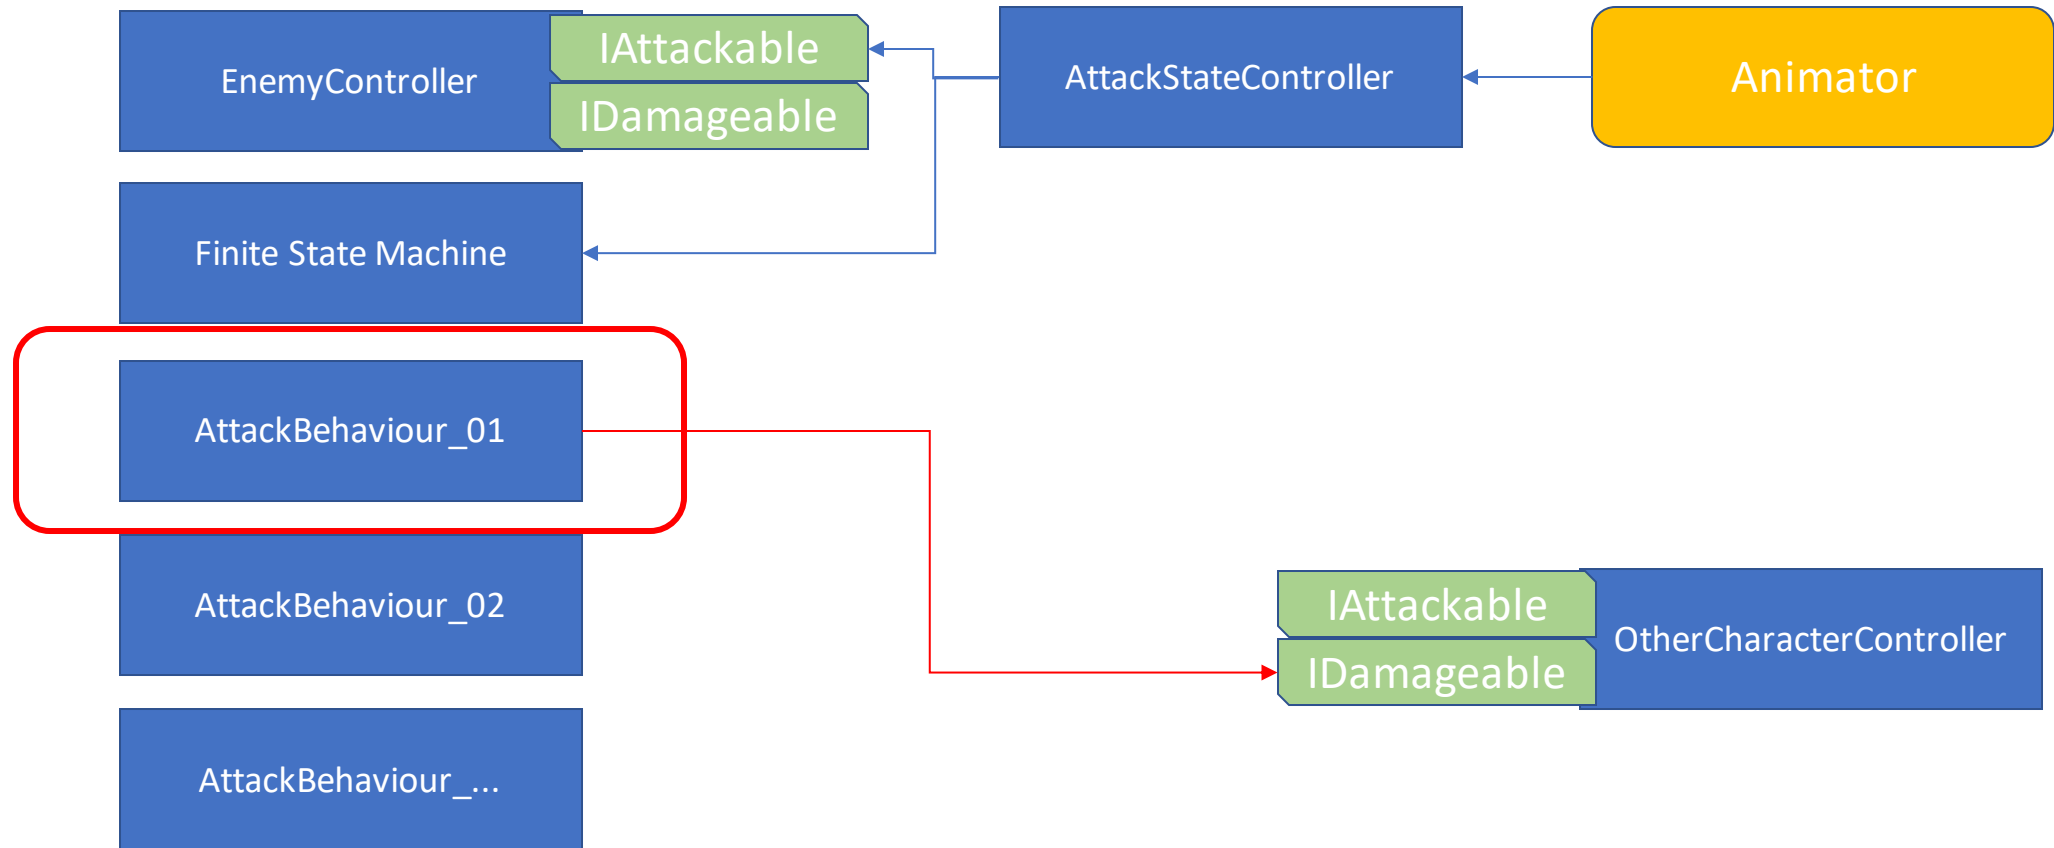 EnemyController
IAttackable
IDamageable
AttackStateController
Animator
Finite State Machine
AttackBehaviour_01
AttackBehaviour_02
IAttackable
IDamageable
OtherCharacterController
AttackBehaviour_...